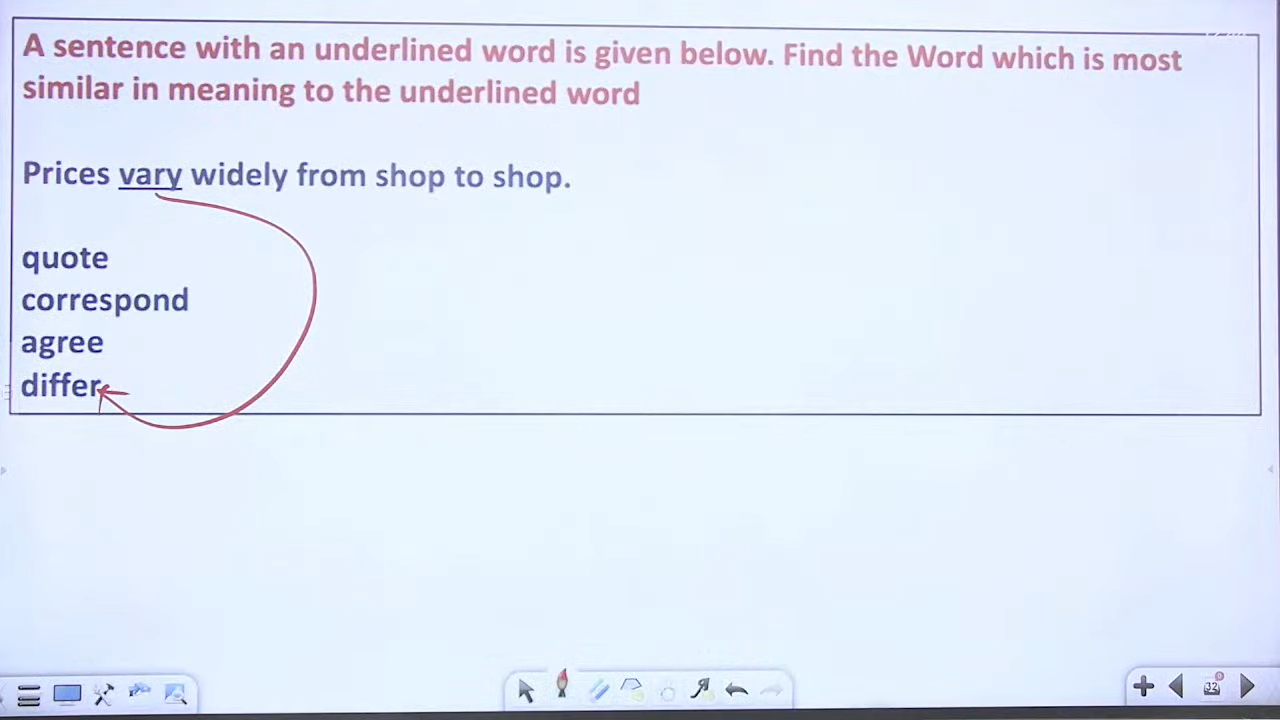 A sentence with an underlined word is given below. Find the Word which is most
similar in meaning to the underlined word
Prices vary widely from shop to shop.
quote
correspond
agree
differ
32